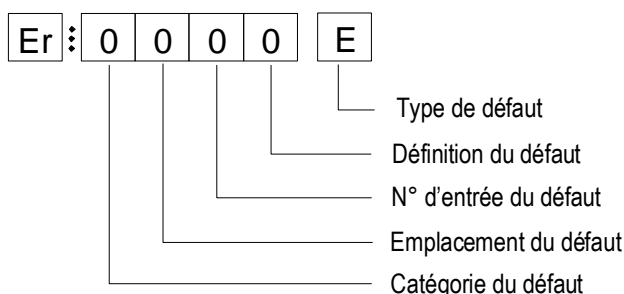 Er 0 0 0 0 E
Type de défaut
Définition du défaut
N° d'entrée du défaut
Emplacement du défaut
Catégorie du défaut